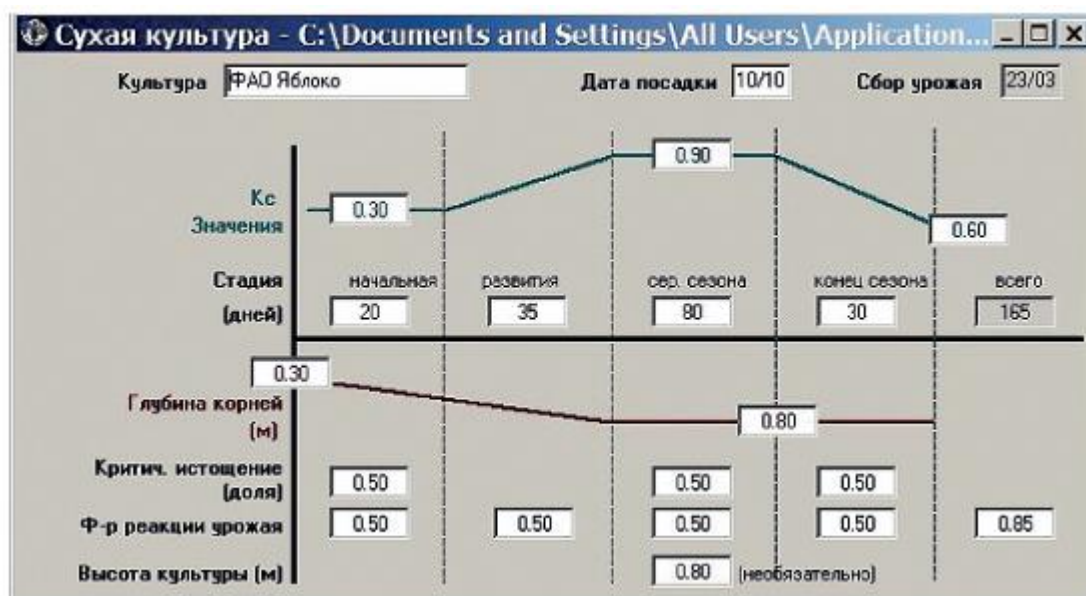 Сухая культура - C:\Documents and Settings\All Users\Application...
Культура ФАО Яблоко Дата посадки 10/10 Сбор урожая 23/03
0.90
Кс 0.30
Значения 0.60
Стадия начальная развития сер. сезона конец сезона всего
(дней) 20 35 80 30 165
0.30
Глубина корней 0.80
(м)
Критич. истощение 0.50 0.50 0.50
(доля)
Ф-р реакции урожая 0.50 0.50 0.50 0.50 0.85
Высота культуры (м) 0.80 (необязательно)